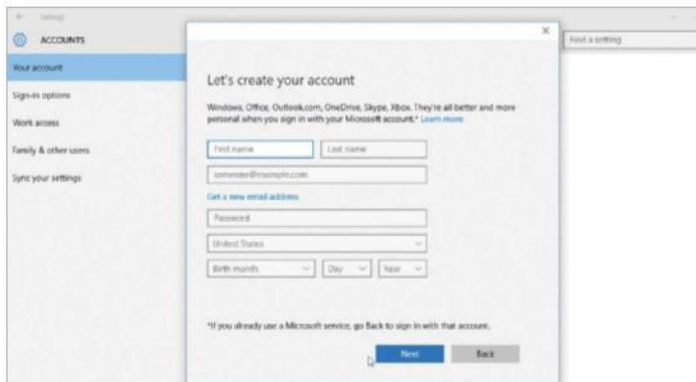 Settings
ACCOUNTS
Find a setting
Your account
Sign-in options
Work access
Family & other users
Sync your settings
Let's create your account
Windows, Office, Outlook.com, OneDrive, Skype, Xbox. They're all better and more
personal when you sign in with your Microsoft account.* Learn more
First name
Last name
someone@example.com
Get a new email address
Password
United States
Birth month
Day
Year
*If you already use a Microsoft service, go Back to sign in with that account.
Next
Back